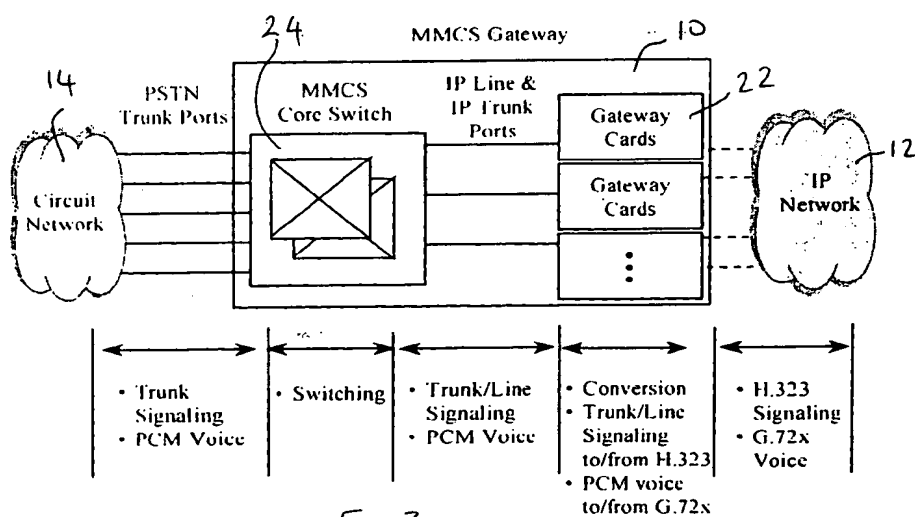 MMCS Gateway
10
24
14
PSTN
Trunk Ports
MMCS
Core Switch
IP Line &
IP Trunk
Ports
Gateway
Cards
22
12
Circuit
Network
Gateway
Cards
IP
Network
• Trunk
Signaling
• PCM Voice
• Switching
• Trunk/Line
Signaling
• PCM Voice
• Conversion
• Trunk/Line
Signaling
to/from H.323
• PCM voice
to/from G.72x
• H.323
Signaling
• G.72x
Voice